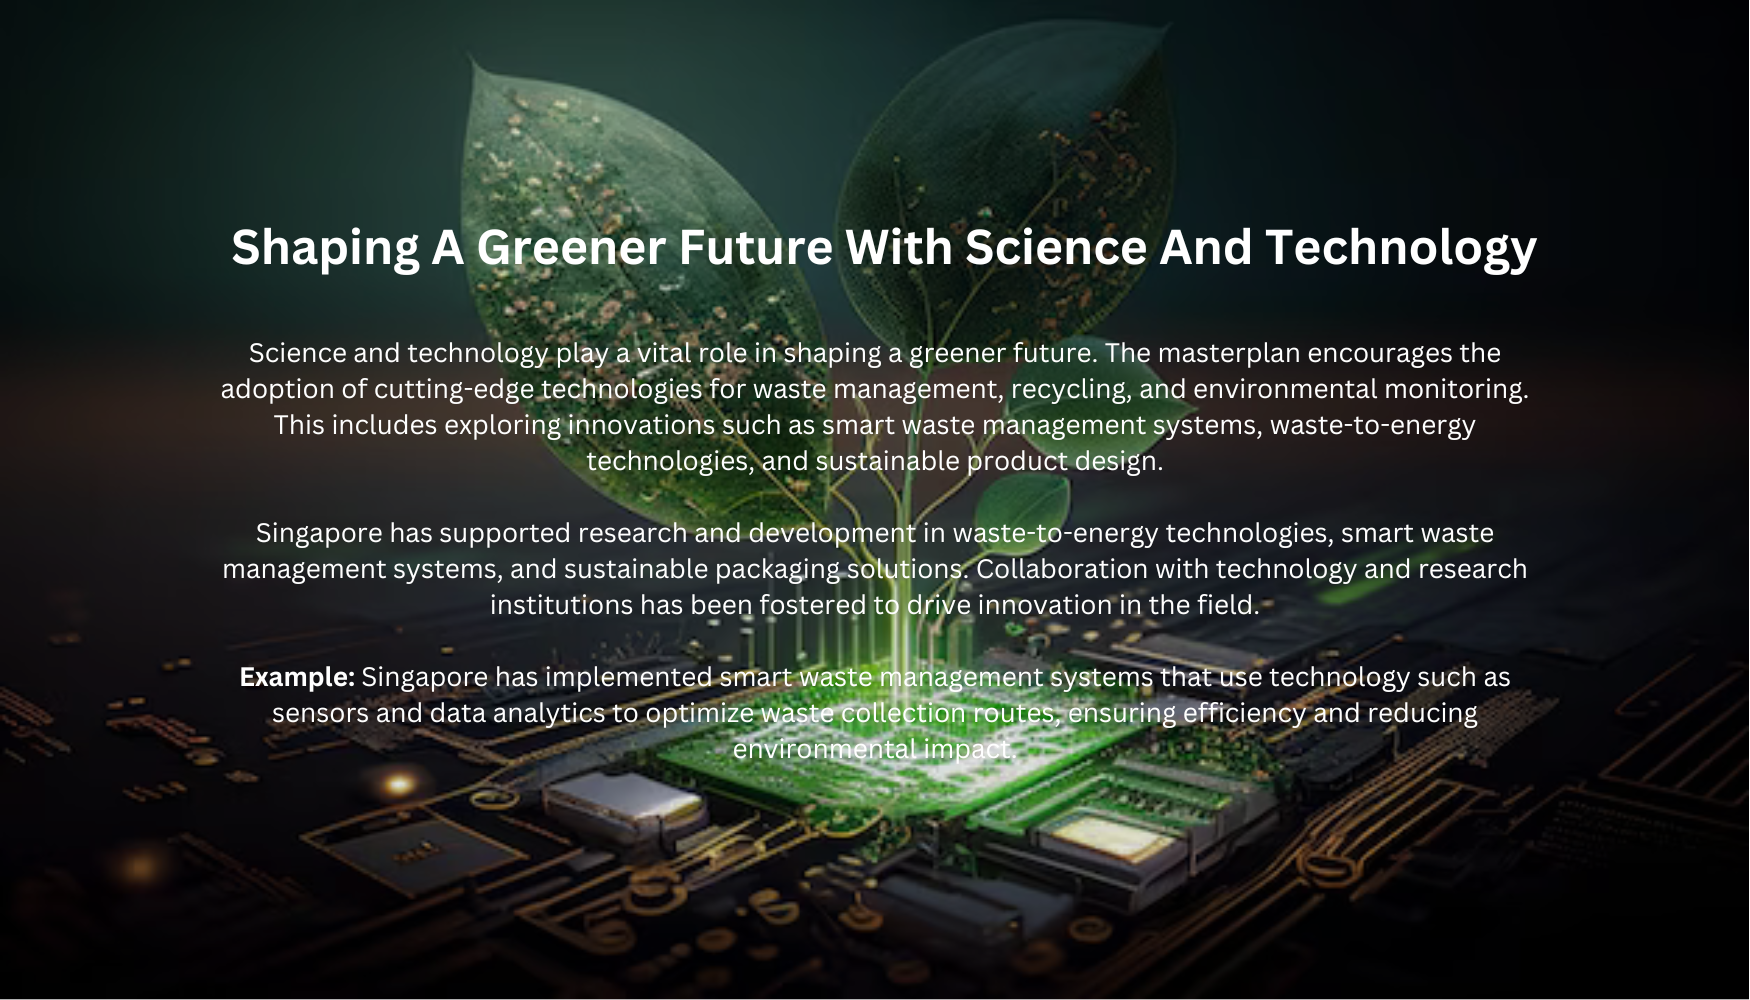 Shaping A Greener Future With Science And Technology
Science and technology play a vital role in shaping a greener future. The masterplan encourages the
adoption of cutting-edge technologies for waste management, recycling, and environmental monitoring.
This includes exploring innovations such as smart waste management systems, waste-to-energy
technologies, and sustainable product design.
Singapore has supported research and development in waste-to-energy technologies, smart waste
management systems, and sustainable packaging solutions. Collaboration with technology and research
institutions has been fostered to drive innovation in the field.
Example: Singapore has implemented smart waste management systems that use technology such as
sensors and data analytics to optimize waste collection routes, ensuring efficiency and reducing
environmental impact.